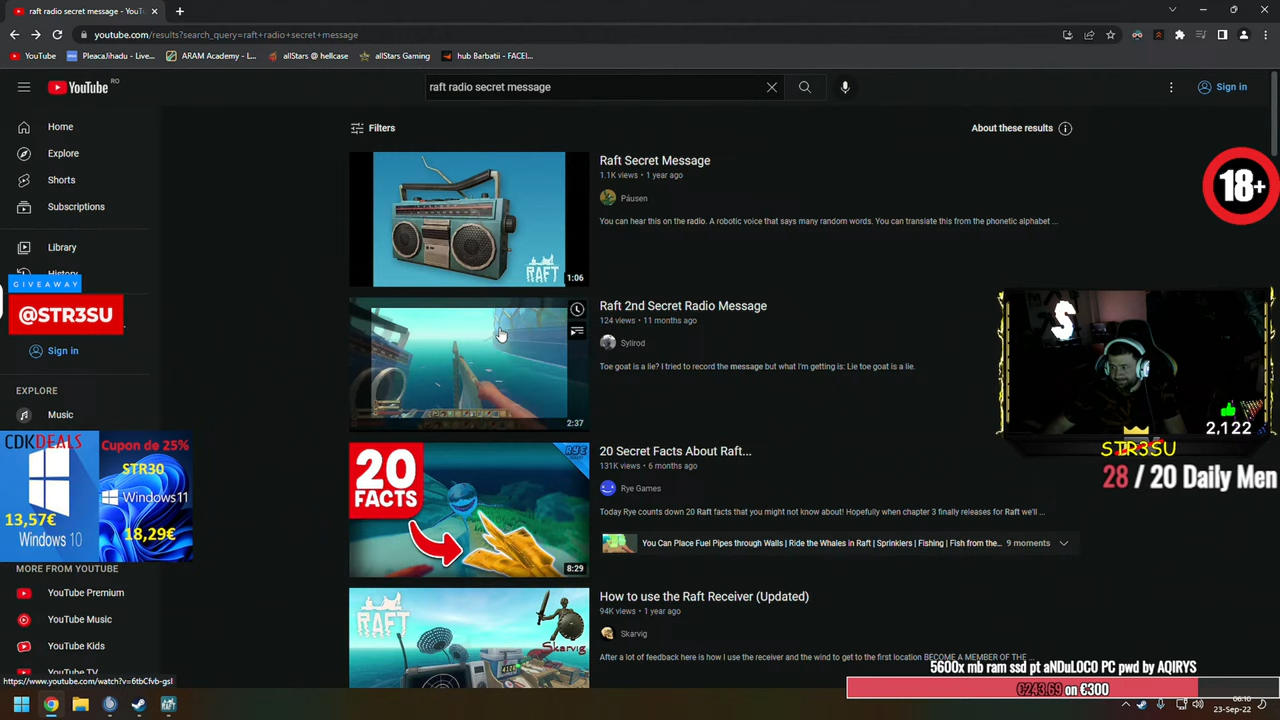 raft radio secret message - YouT
youtube.com/results?search_query=raft+radio+secret+message
YouTube
PleacaJihadu - Live...
ARAM Academy - L...
allStars @ hellcase
allStars Gaming
hub Barbatii - FACEI...
YouTube RO
raft radio secret message
Sign in
Home
Explore
Shorts
Subscriptions
Library
History
GIVEAWAY
@STR3SU
Sign in
EXPLORE
Music
CDKDEALS
Cupon de 25%
STR30
Windows11
13,57€
Windows 10
18,29€
MORE FROM YOUTUBE
YouTube Premium
YouTube Music
YouTube Kids
YouTube TV
https://www.youtube.com/watch?v=6tbCfvb-gsI
Filters
About these results
RAFT
1:06
Raft Secret Message
1.1K views • 1 year ago
Páusen
You can hear this on the radio. A robotic voice that says many random words. You can translate this from the phonetic alphabet ...
2:37
Raft 2nd Secret Radio Message
124 views • 11 months ago
Sylirod
Toe goat is a lie? I tried to record the message but what I'm getting is: Lie toe goat is a lie.
20
FACTS
RYE
8:29
20 Secret Facts About Raft...
131K views • 6 months ago
Rye Games
Today Rye counts down 20 Raft facts that you might not know about! Hopefully when chapter 3 finally releases for Raft we'll ...
You Can Place Fuel Pipes through Walls | Ride the Whales in Raft | Sprinklers | Fishing | Fish from the...
9 moments
RAFT
Skarvig
How to use the Raft Receiver (Updated)
94K views • 1 year ago
Skarvig
After a lot of feedback here is how I use the receiver and the wind to get to the first location BECOME A MEMBER OF THE ...
18+
S
2,122
STR3SU
28 / 20 Daily Men
5600x mb ram ssd pt aNDuLOCO PC pwd by AQIRYS
€243.69 on €300
06:10
23-Sep-22